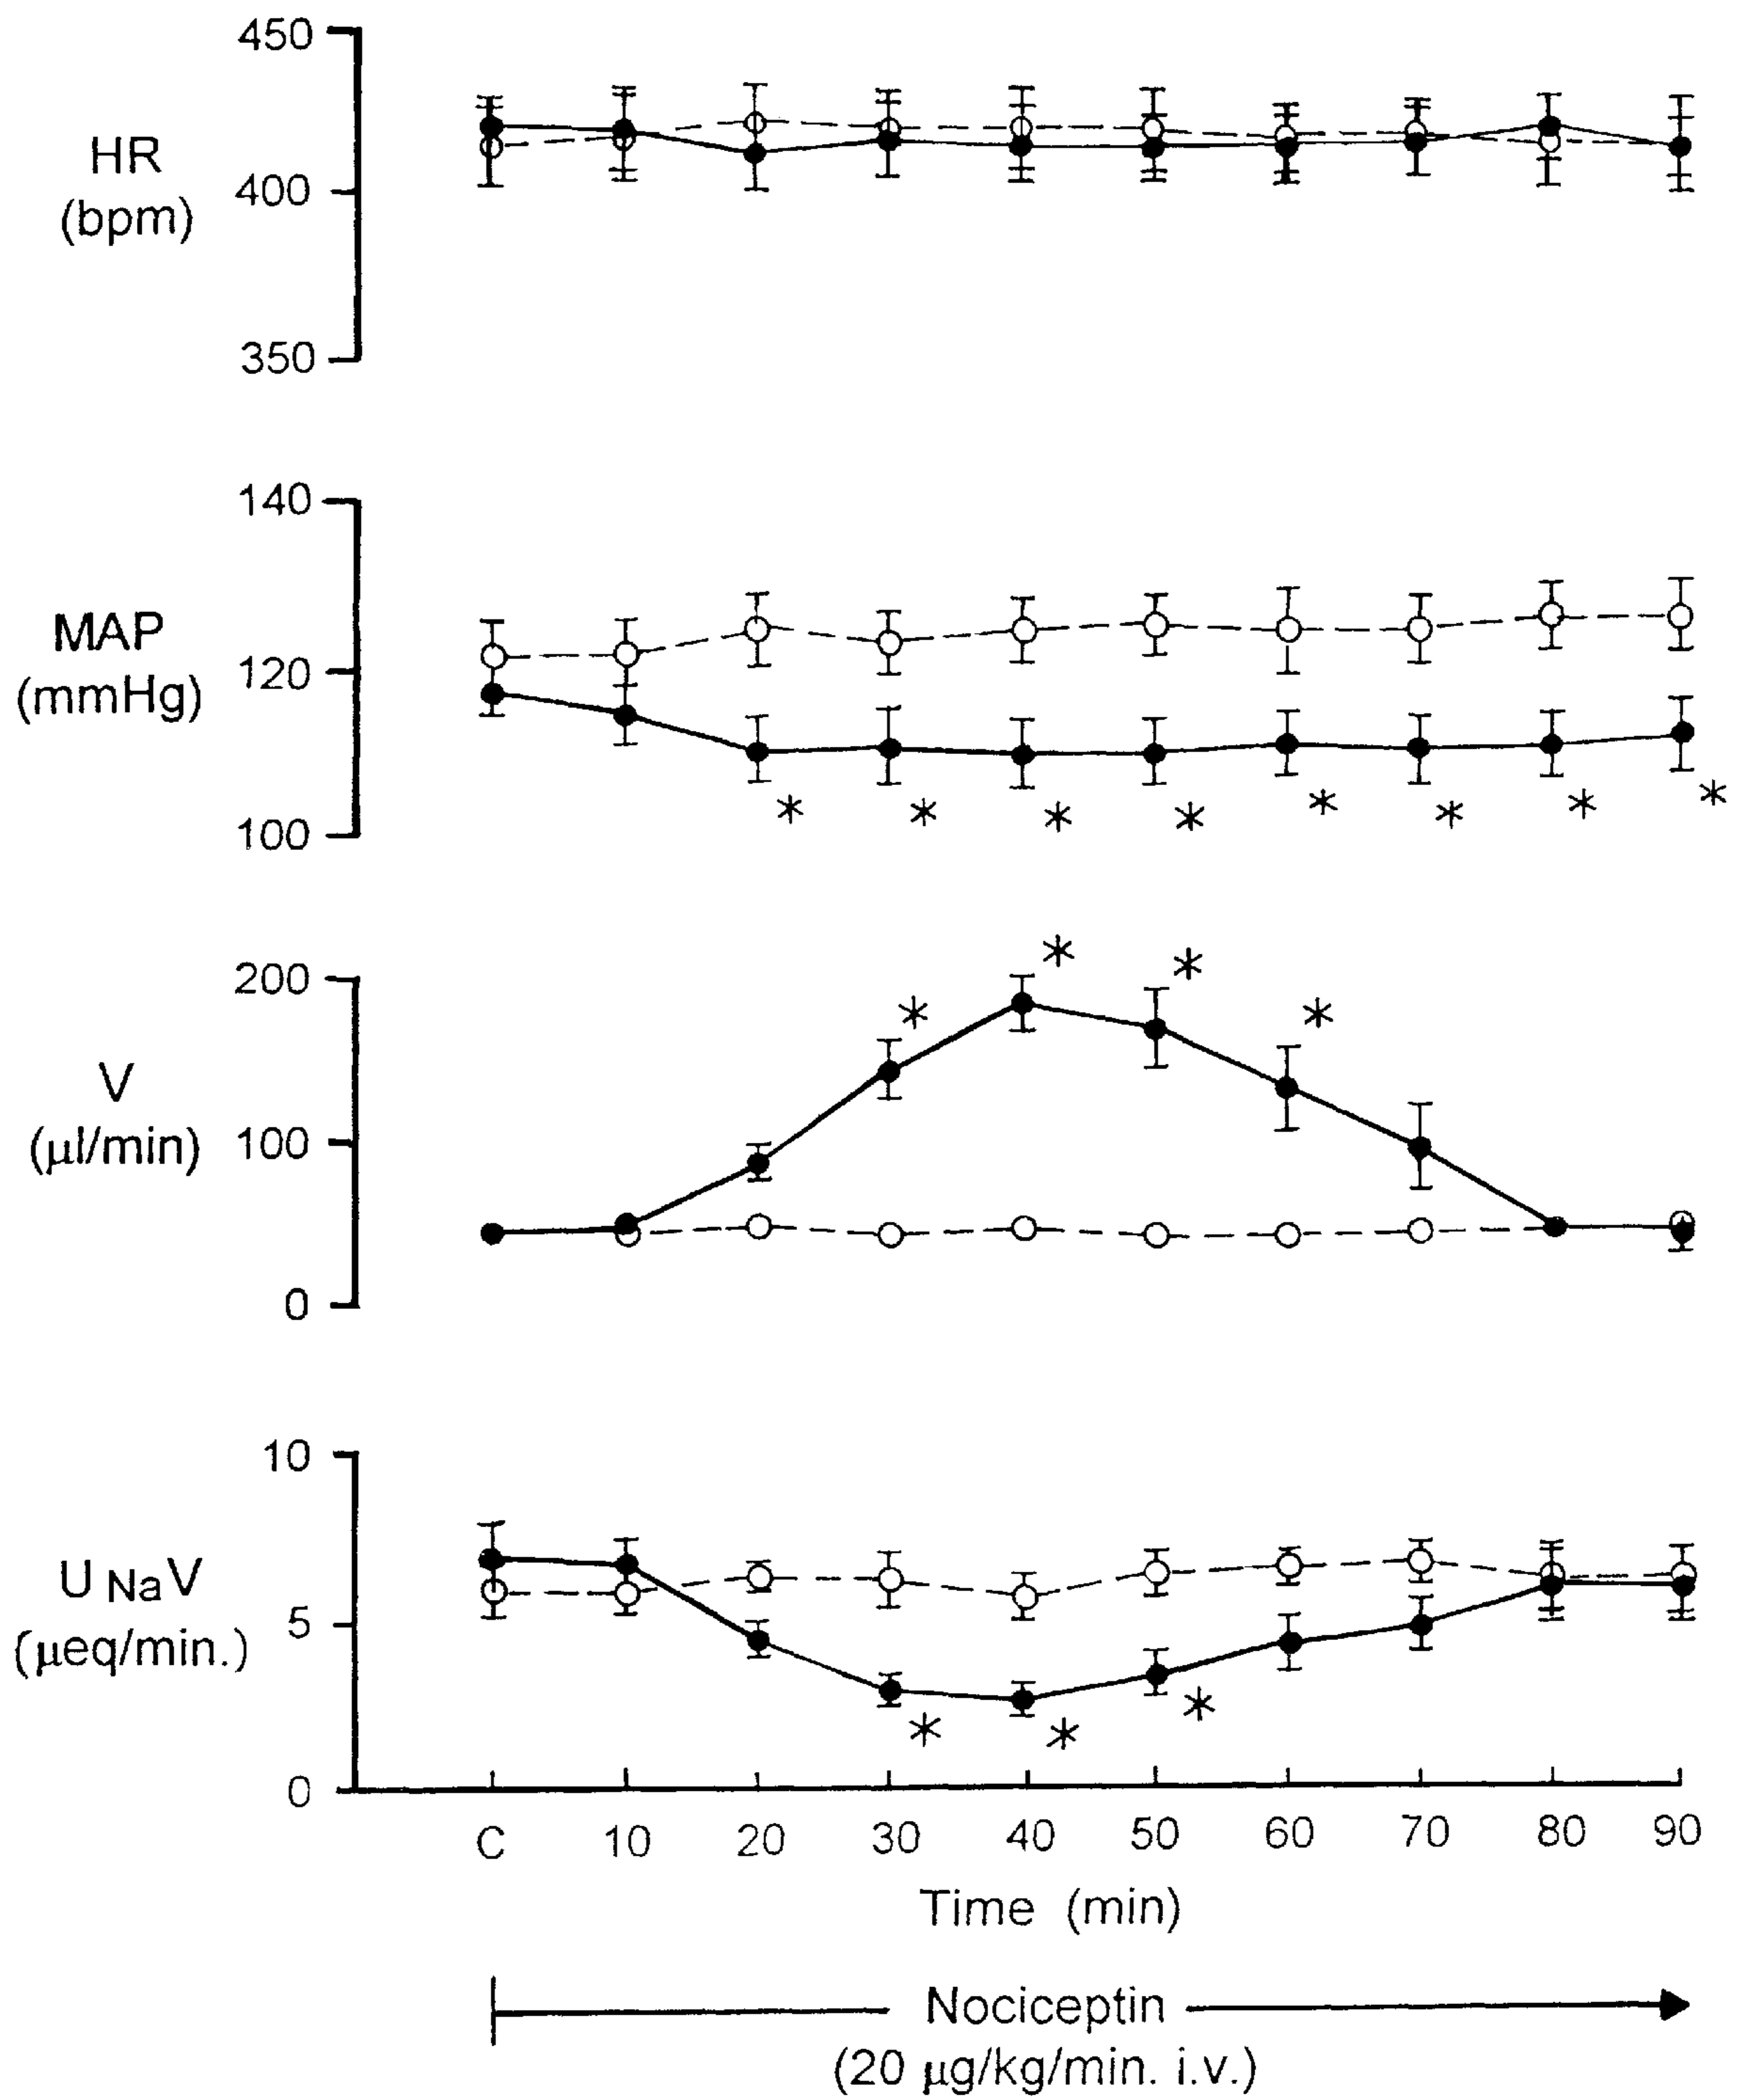 450
HR
(bpm)
400
350
140
MAP
(mmHg)
120
100
* * * * * * * *
200
V
(μl/min)
100
0
* * * *
10
U NaV
(μeq/min.)
5
0
* * *
C 10 20 30 40 50 60 70 80 90
Time (min)
Nociceptin
(20 μg/kg/min. i.v.)